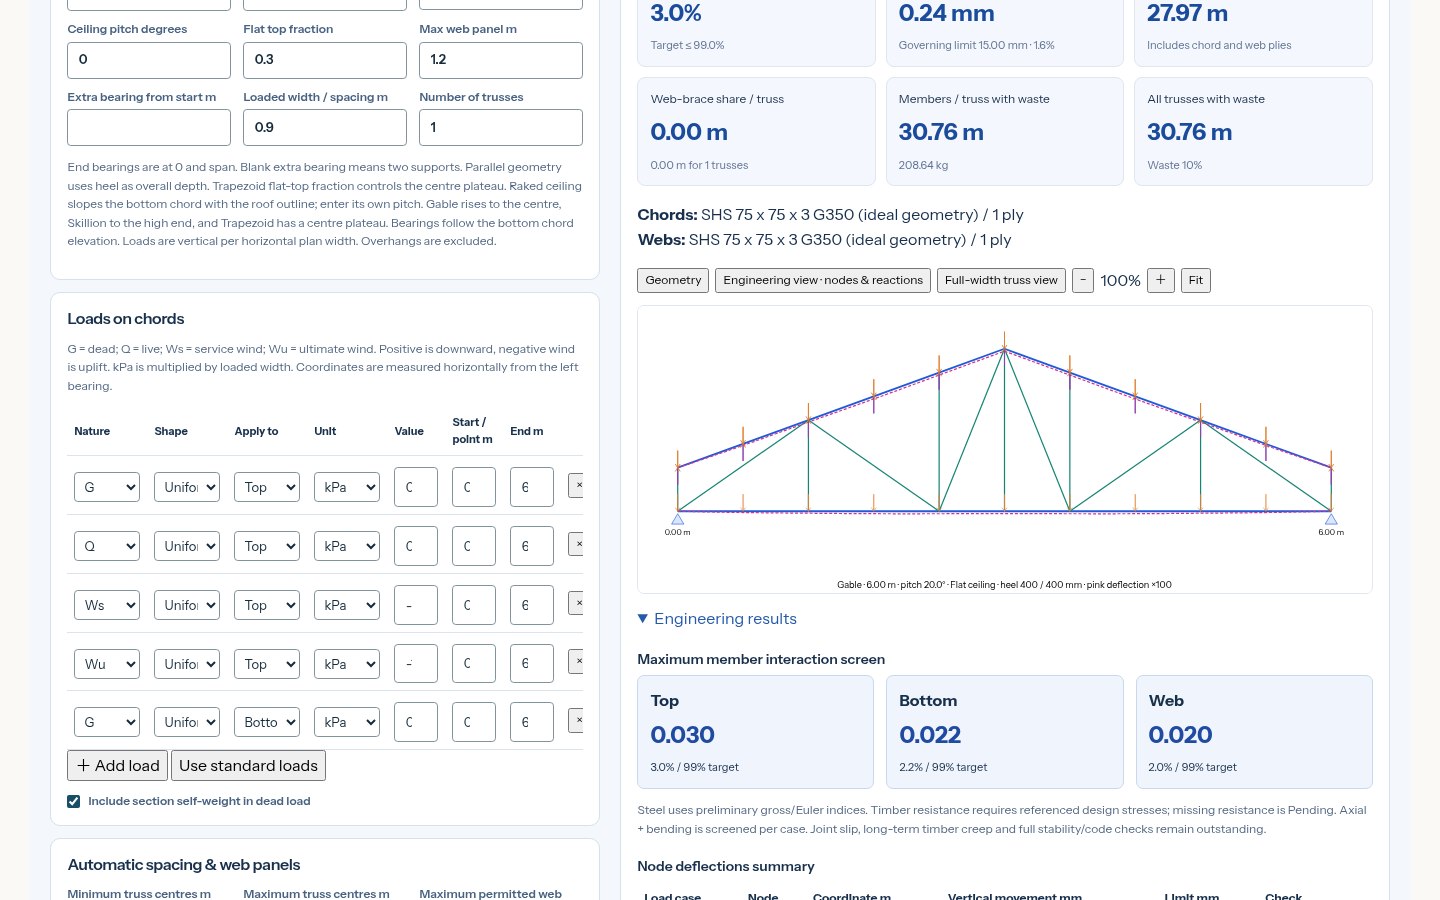 Ceiling pitch degrees
Flat top fraction
Max web panel m
0
0.3
1.2
Extra bearing from start m
Loaded width / spacing m
Number of trusses
0.9
1
End bearings are at 0 and span. Blank extra bearing means two supports. Parallel geometry
uses heel as overall depth. Trapezoid flat-top fraction controls the centre plateau. Raked ceiling
slopes the bottom chord with the roof outline; enter its own pitch. Gable rises to the centre,
Skillion to the high end, and Trapezoid has a centre plateau. Bearings follow the bottom chord
elevation. Loads are vertical per horizontal plan width. Overhangs are excluded.
Loads on chords
G = dead; Q = live; Ws = service wind; Wu = ultimate wind. Positive is downward, negative wind
is uplift. kPa is multiplied by loaded width. Coordinates are measured horizontally from the left
bearing.
Nature
Shape
Apply to
Unit
Value
Start /
point m
End m
G
Unifo
Top
kPa
6
×
Q
Unifo
Top
kPa
6
×
Ws
Unifo
Top
kPa
-
6
×
Wu
Unifo
Top
kPa
-
6
×
G
Unifo
Botto
kPa
6
×
+ Add load
Use standard loads
Include section self-weight in dead load
Automatic spacing & web panels
Minimum truss centres m
Maximum truss centres m
Maximum permitted web
3.0%
Target ≤ 99.0%
0.24 mm
Governing limit 15.00 mm · 1.6%
27.97 m
Includes chord and web plies
Web-brace share / truss
0.00 m
0.00 m for 1 trusses
Members / truss with waste
30.76 m
208.64 kg
All trusses with waste
30.76 m
Waste 10%
Chords: SHS 75 x 75 x 3 G350 (ideal geometry) / 1 ply
Webs: SHS 75 x 75 x 3 G350 (ideal geometry) / 1 ply
Geometry
Engineering view · nodes & reactions
Full-width truss view
−
100%
+
Fit
0.00 m
6.00 m
Gable · 6.00 m · pitch 20.0° · Flat ceiling · heel 400 / 400 mm · pink deflection ×100
▼ Engineering results
Maximum member interaction screen
Top
0.030
3.0% / 99% target
Bottom
0.022
2.2% / 99% target
Web
0.020
2.0% / 99% target
Steel uses preliminary gross/Euler indices. Timber resistance requires referenced design stresses; missing resistance is Pending. Axial
+ bending is screened per case. Joint slip, long-term timber creep and full stability/code checks remain outstanding.
Node deflections summary
Load case
Node
Coordinate m
Vertical movement mm
Limit mm
Check